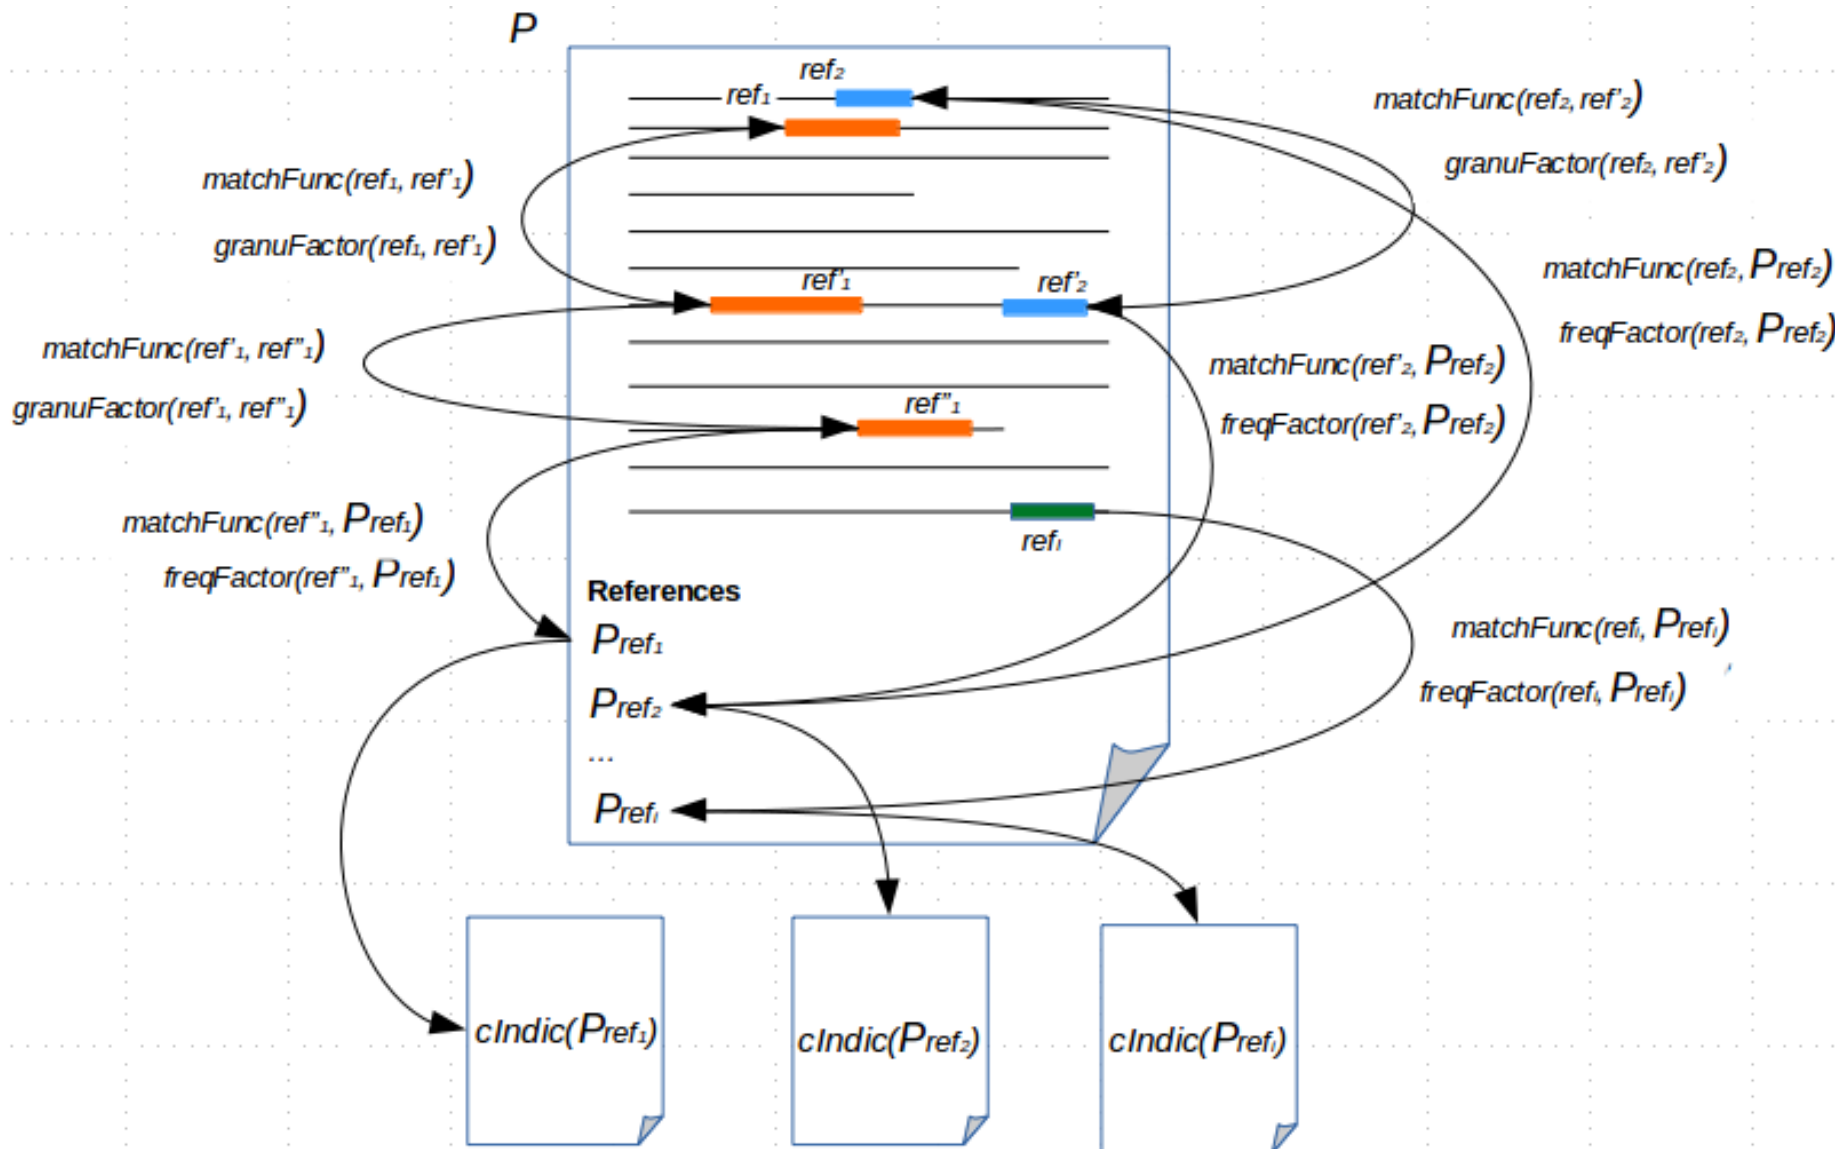 P
ref₂
ref₁
matchFunc(ref₂, ref'₂)
granuFactor(ref₂, ref'₂)
matchFunc(ref₁, ref'₁)
granuFactor(ref₁, ref'₁)
ref'₁
ref'₂
matchFunc(ref₂, Pref₂)
freqFactor(ref₂, Pref₂)
matchFunc(ref'₁, ref"₁)
granuFactor(ref'₁, ref"₁)
matchFunc(ref'₂, Pref₂)
freqFactor(ref'₂, Pref₂)
ref"₁
matchFunc(ref"₁, Pref₁)
freqFactor(ref"₁, Pref₁)
refᵢ
References
Pref₁
Pref₂
...
Prefᵢ
matchFunc(refᵢ, Prefᵢ)
freqFactor(refᵢ, Prefᵢ)
cIndic(Pref₁)
cIndic(Pref₂)
cIndic(Prefᵢ)